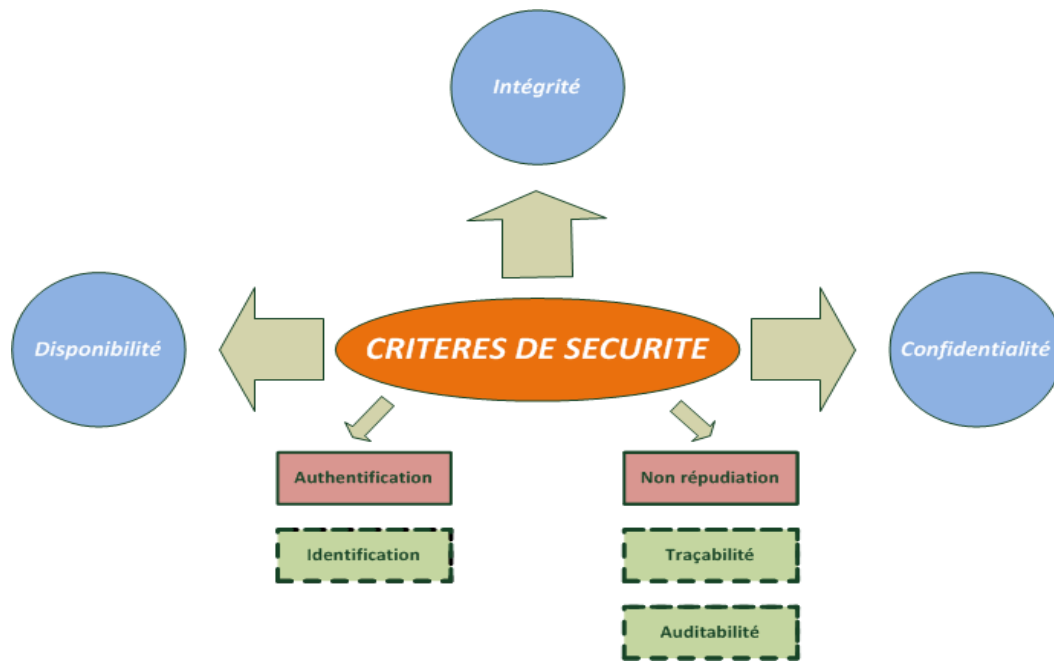 Intégrité
Disponibilité
CRITERES DE SECURITE
Confidentialité
Authentification
Non répudiation
Identification
Traçabilité
Auditabilité